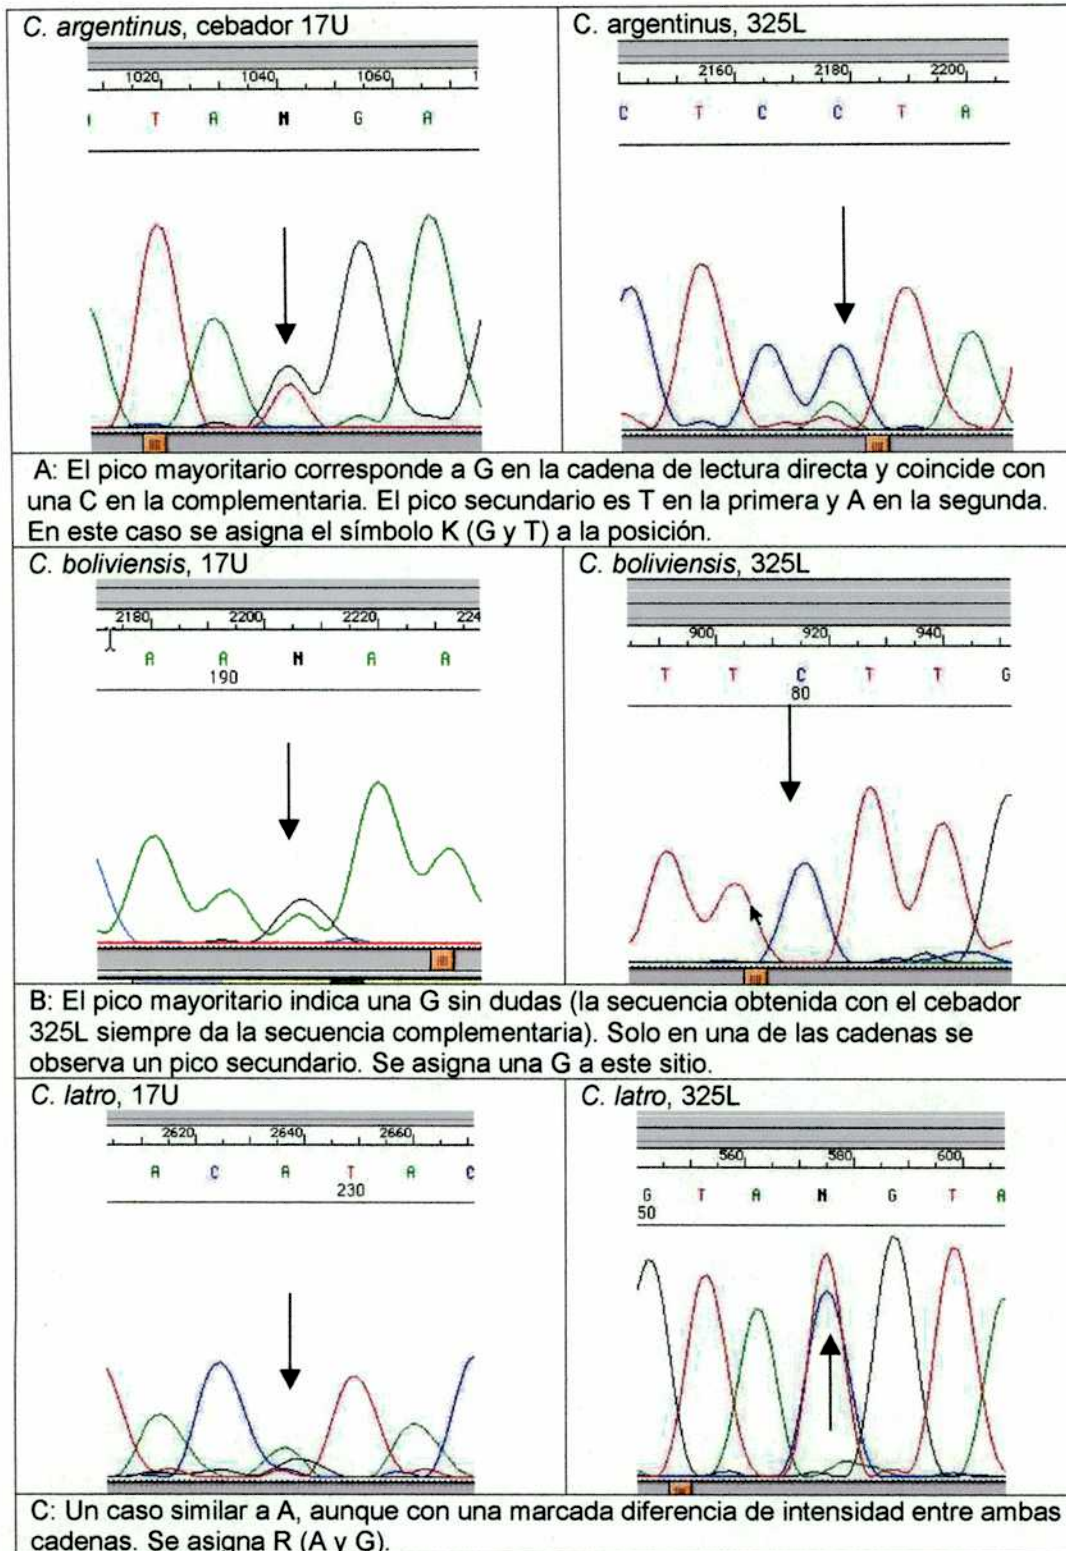 C. argentinus, cebador 17U
1020 1040 1060 1
T A N G A
C. argentinus, 325L
2160 2180 2200
C T C C T A
A: El pico mayoritario corresponde a G en la cadena de lectura directa y coincide con
una C en la complementaria. El pico secundario es T en la primera y A en la segunda.
En este caso se asigna el símbolo K (G y T) a la posición.
C. boliviensis, 17U
2180 2200 2220 224
A A N A A
190
C. boliviensis, 325L
900 920 940
T T C T T G
80
B: El pico mayoritario indica una G sin dudas (la secuencia obtenida con el cebador
325L siempre da la secuencia complementaria). Solo en una de las cadenas se
observa un pico secundario. Se asigna una G a este sitio.
C. latro, 17U
2620 2640 2660
A C A T A C
230
C. latro, 325L
560 580 600
G T A N G T A
50
C: Un caso similar a A, aunque con una marcada diferencia de intensidad entre ambas
cadenas. Se asigna R (A y G).